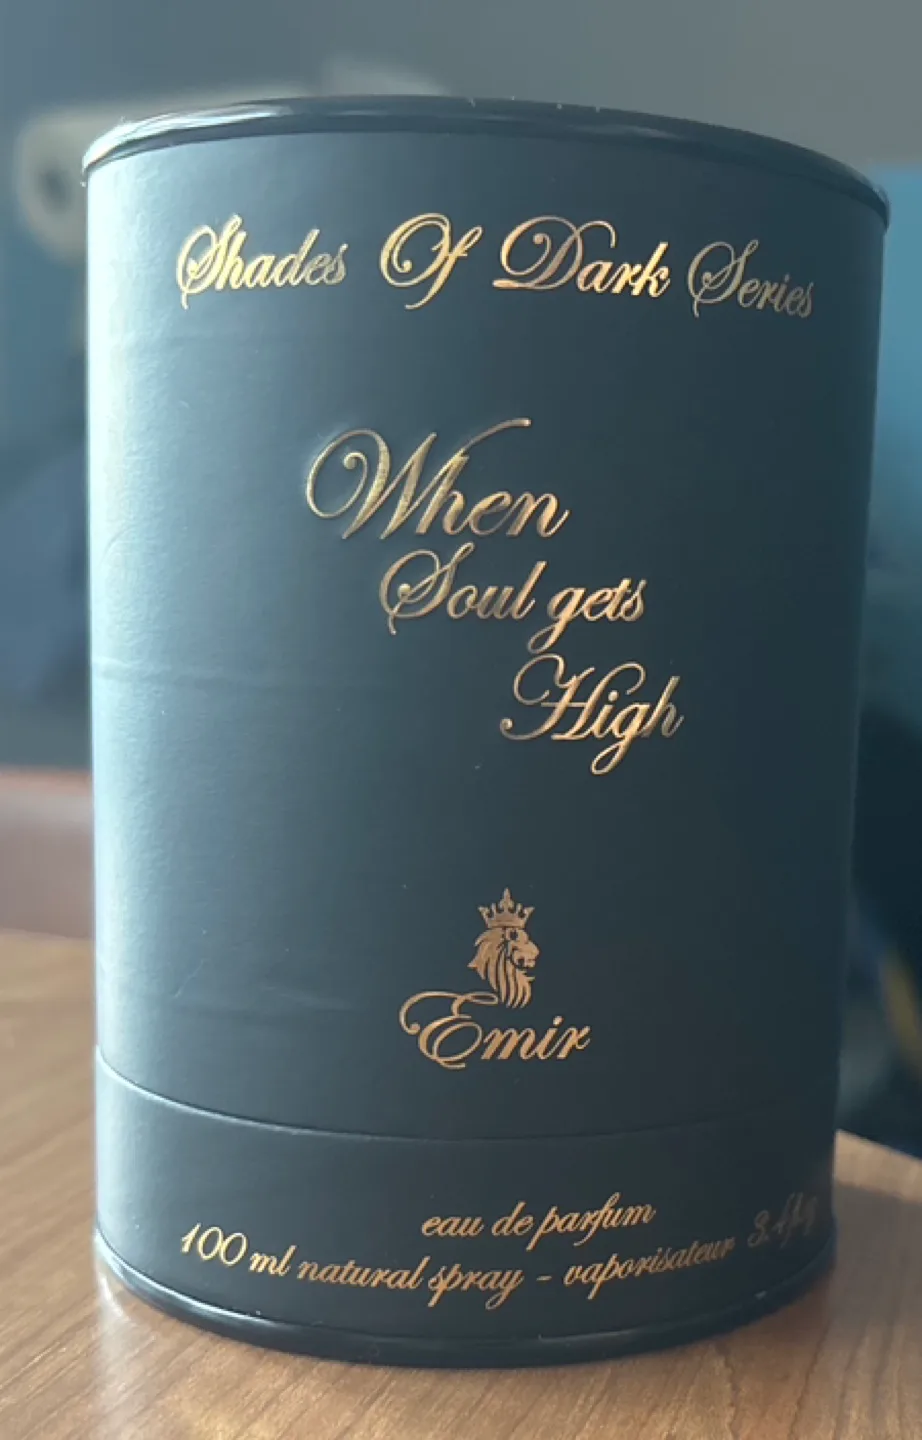 Shades Of Dark Series
When
Soul gets
High
Emir
eau de parfum
100 ml natural spray - vaporisateur 3.4